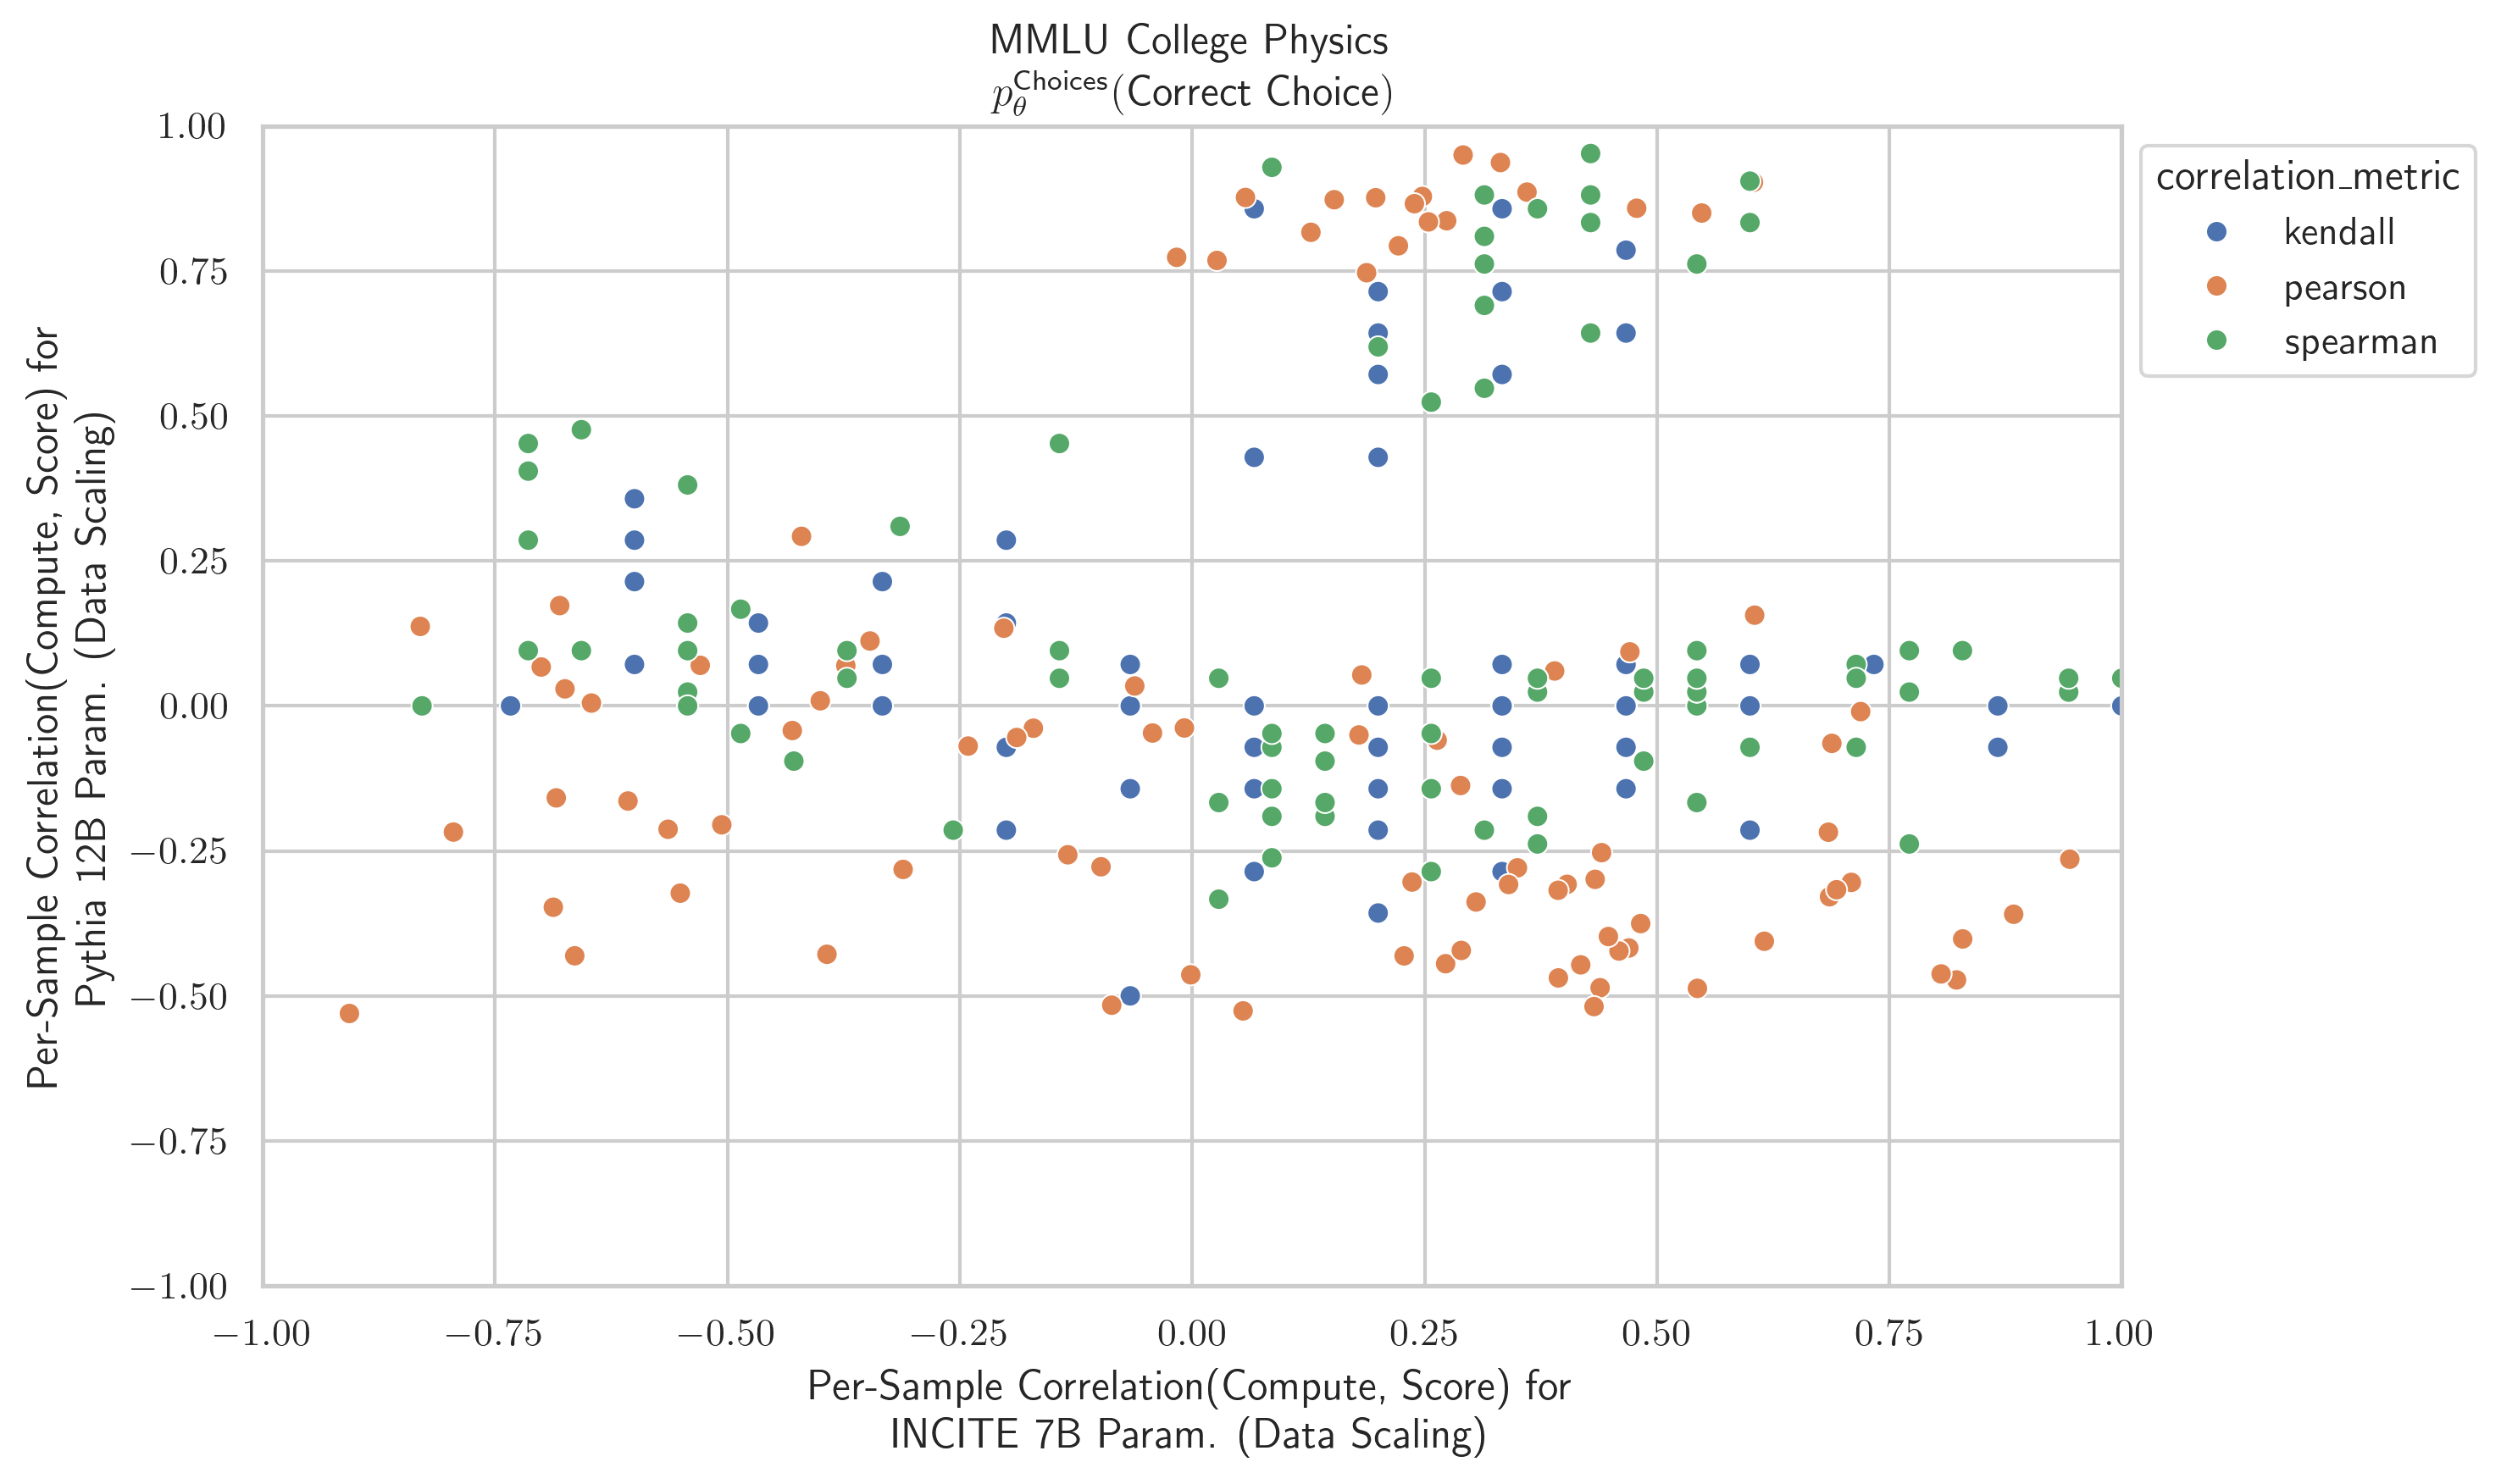 MMLU College Physics
p_θ^Choices(Correct Choice)
1.00
0.75
0.50
0.25
0.00
−0.25
−0.50
−0.75
−1.00
Per-Sample Correlation(Compute, Score) for
Pythia 12B Param. (Data Scaling)
−1.00
−0.75
−0.50
−0.25
0.00
0.25
0.50
0.75
1.00
Per-Sample Correlation(Compute, Score) for
INCITE 7B Param. (Data Scaling)
correlation_metric
kendall
pearson
spearman